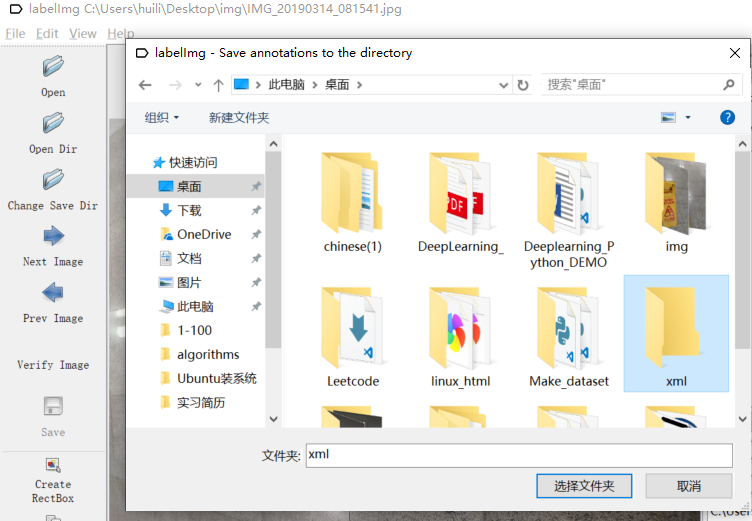 labelImg C:\Users\huili\Desktop\img\IMG_20190314_081541.jpg
File Edit View Help
Open
Open Dir
Change Save Dir
Next Image
Prev Image
Verify Image
Save
Create
RectBox
labelImg - Save annotations to the directory
此电脑 > 桌面 >
搜索"桌面"
组织
新建文件夹
快速访问
桌面
下载
OneDrive
文档
图片
此电脑
1-100
algorithms
Ubuntu装系统
实习简历
chinese(1)
DeepLearning_
Deeplearning_P
ython_DEMO
img
Leetcode
linux_html
Make_dataset
xml
文件夹:
xml
选择文件夹
取消
C:\User